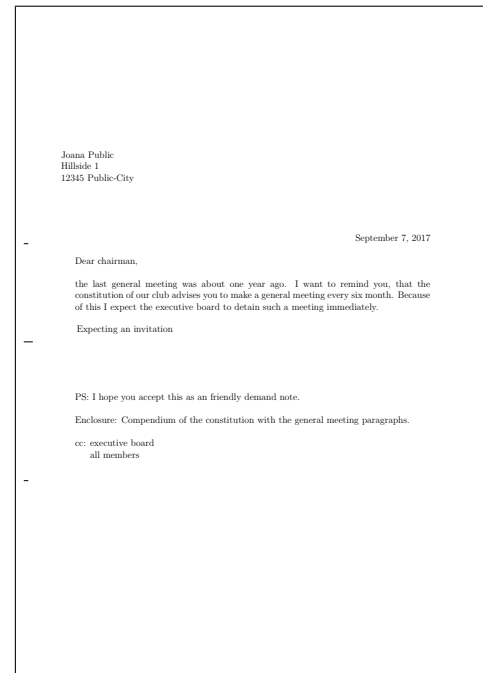 Joana Public
Hillside 1
12345 Public-City
September 7, 2017
Dear chairman,
the last general meeting was about one year ago. I want to remind you, that the
constitution of our club advises you to make a general meeting every six month. Because
of this I expect the executive board to detain such a meeting immediately.
Expecting an invitation
PS: I hope you accept this as an friendly demand note.
Enclosure: Compendium of the constitution with the general meeting paragraphs.
cc: executive board
all members